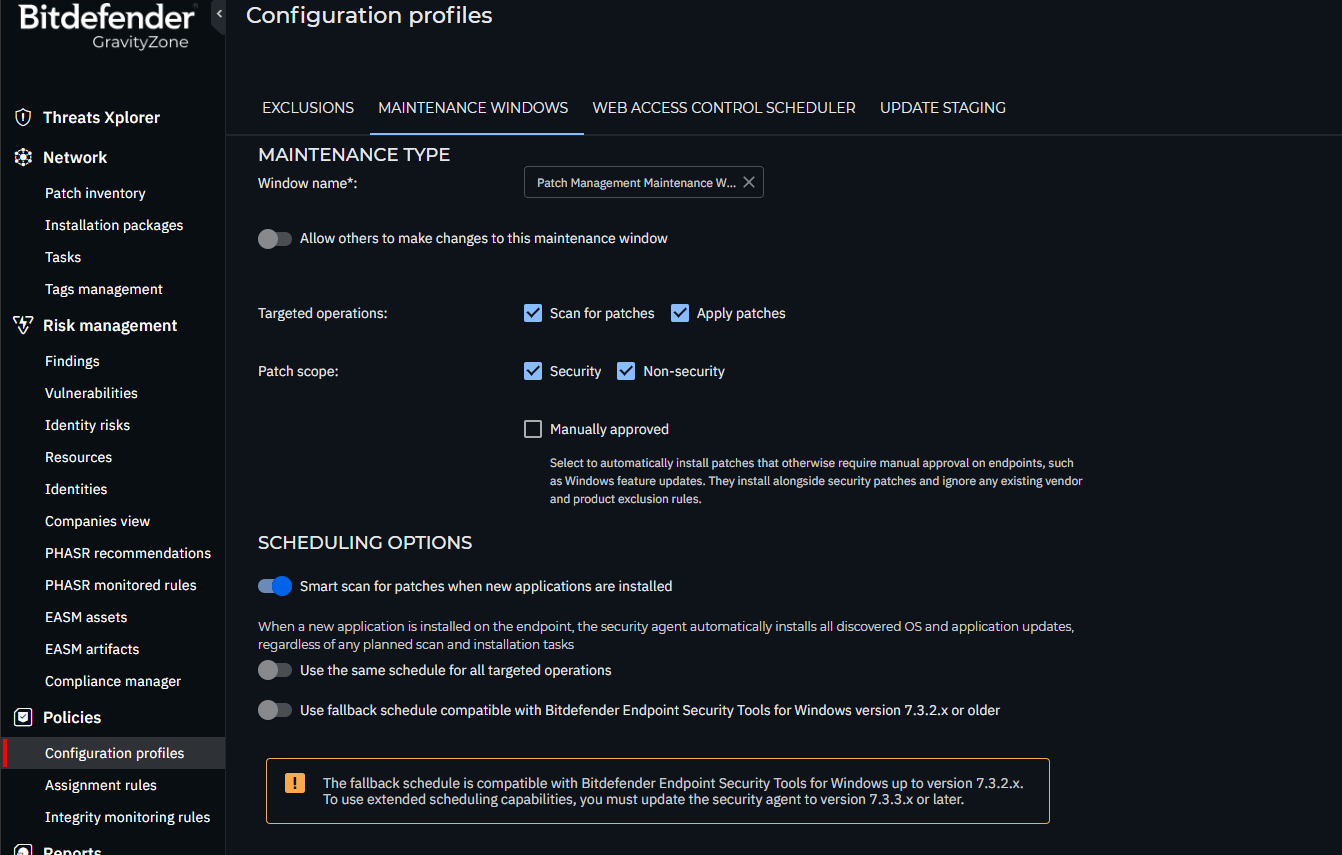 Bitdefender
GravityZone
Configuration profiles
Threats Xplorer
Network
Patch inventory
Installation packages
Tasks
Tags management
Risk management
Findings
Vulnerabilities
Identity risks
Resources
Identities
Companies view
PHASR recommendations
PHASR monitored rules
EASM assets
EASM artifacts
Compliance manager
Policies
Configuration profiles
Assignment rules
Integrity monitoring rules
Reports
EXCLUSIONS MAINTENANCE WINDOWS WEB ACCESS CONTROL SCHEDULER UPDATE STAGING
MAINTENANCE TYPE
Window name*: Patch Management Maintenance W...
Allow others to make changes to this maintenance window
Targeted operations: Scan for patches Apply patches
Patch scope: Security Non-security
Manually approved
Select to automatically install patches that otherwise require manual approval on endpoints, such
as Windows feature updates. They install alongside security patches and ignore any existing vendor
and product exclusion rules.
SCHEDULING OPTIONS
Smart scan for patches when new applications are installed
When a new application is installed on the endpoint, the security agent automatically installs all discovered OS and application updates,
regardless of any planned scan and installation tasks
Use the same schedule for all targeted operations
Use fallback schedule compatible with Bitdefender Endpoint Security Tools for Windows version 7.3.2.x or older
The fallback schedule is compatible with Bitdefender Endpoint Security Tools for Windows up to version 7.3.2.x.
To use extended scheduling capabilities, you must update the security agent to version 7.3.3.x or later.